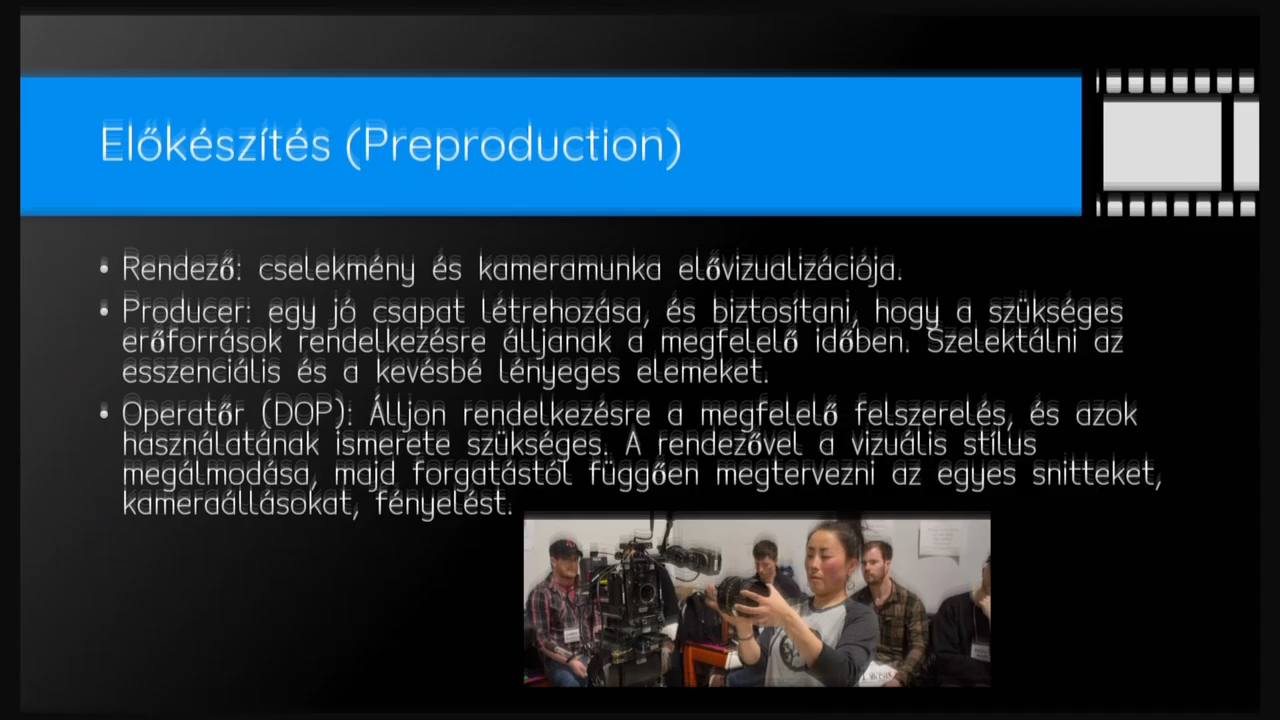 Előkészítés (Preproduction)
• Rendező: cselekmény és kameramunka elővizualizációja.
• Producer: egy jó csapat létrehozása, és biztosítani, hogy a szükséges
erőforrások rendelkezésre álljanak a megfelelő időben. Szelektálni az
esszenciális és a kevésbé lényeges elemeket.
• Operatőr (DOP): Álljon rendelkezésre a megfelelő felszerelés, és azok
használatának ismerete szükséges. A rendezővel a vizuális stílus
megálmodása, majd forgatástól függően megtervezni az egyes snitteket,
kameraállásokat, fényelést.